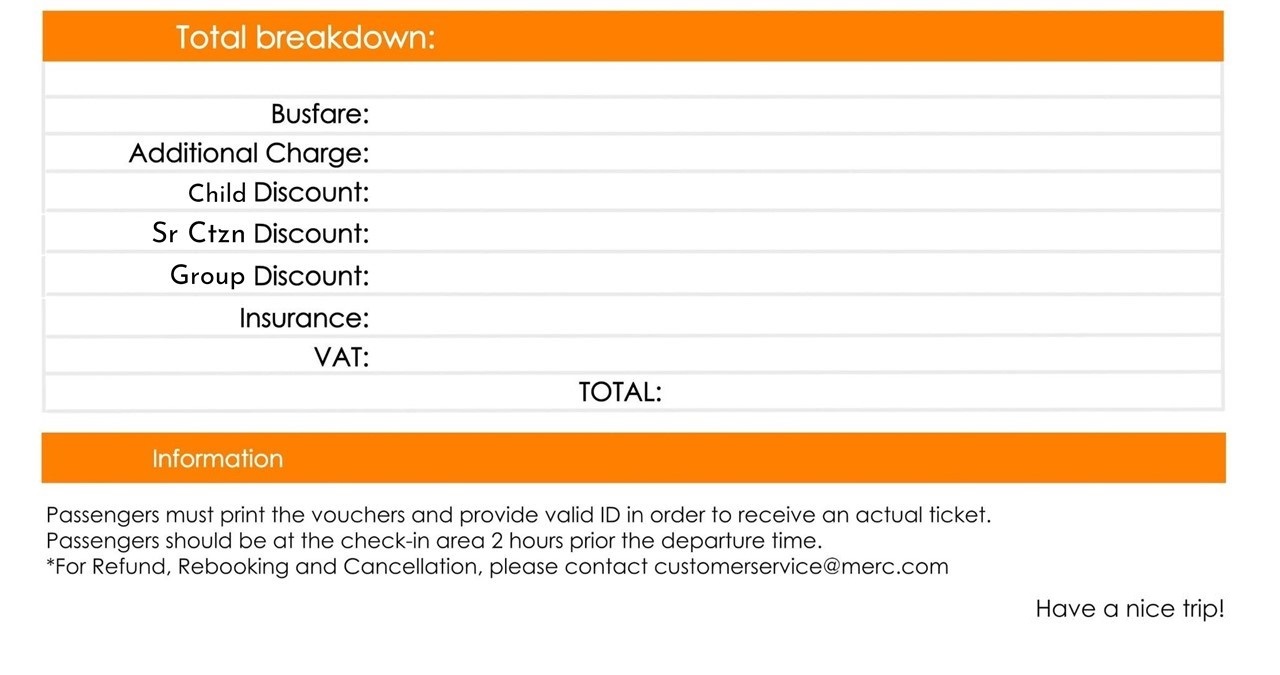 Total breakdown:
Busfare:
Additional Charge:
Child Discount:
Sr Ctzn Discount:
Group Discount:
Insurance:
VAT:
TOTAL:
Information
Passengers must print the vouchers and provide valid ID in order to receive an actual ticket.
Passengers should be at the check-in area 2 hours prior the departure time.
*For Refund, Rebooking and Cancellation, please contact customerservice@merc.com
Have a nice trip!